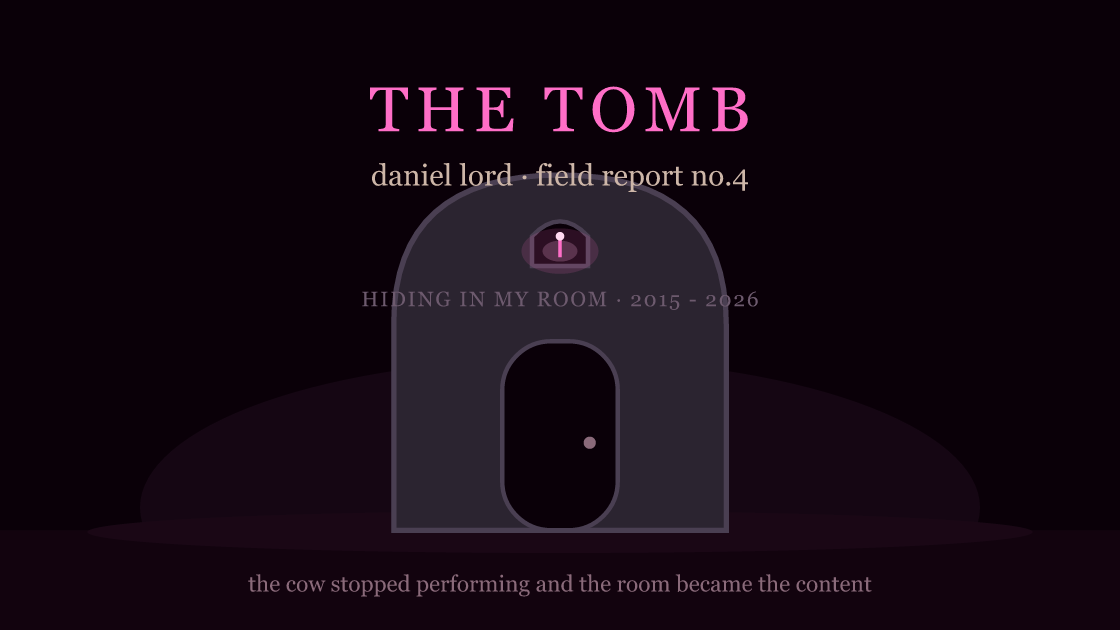 THE TOMB
daniel lord · field report no.4
HIDING IN MY ROOM · 2015 - 2026
the cow stopped performing and the room became the content